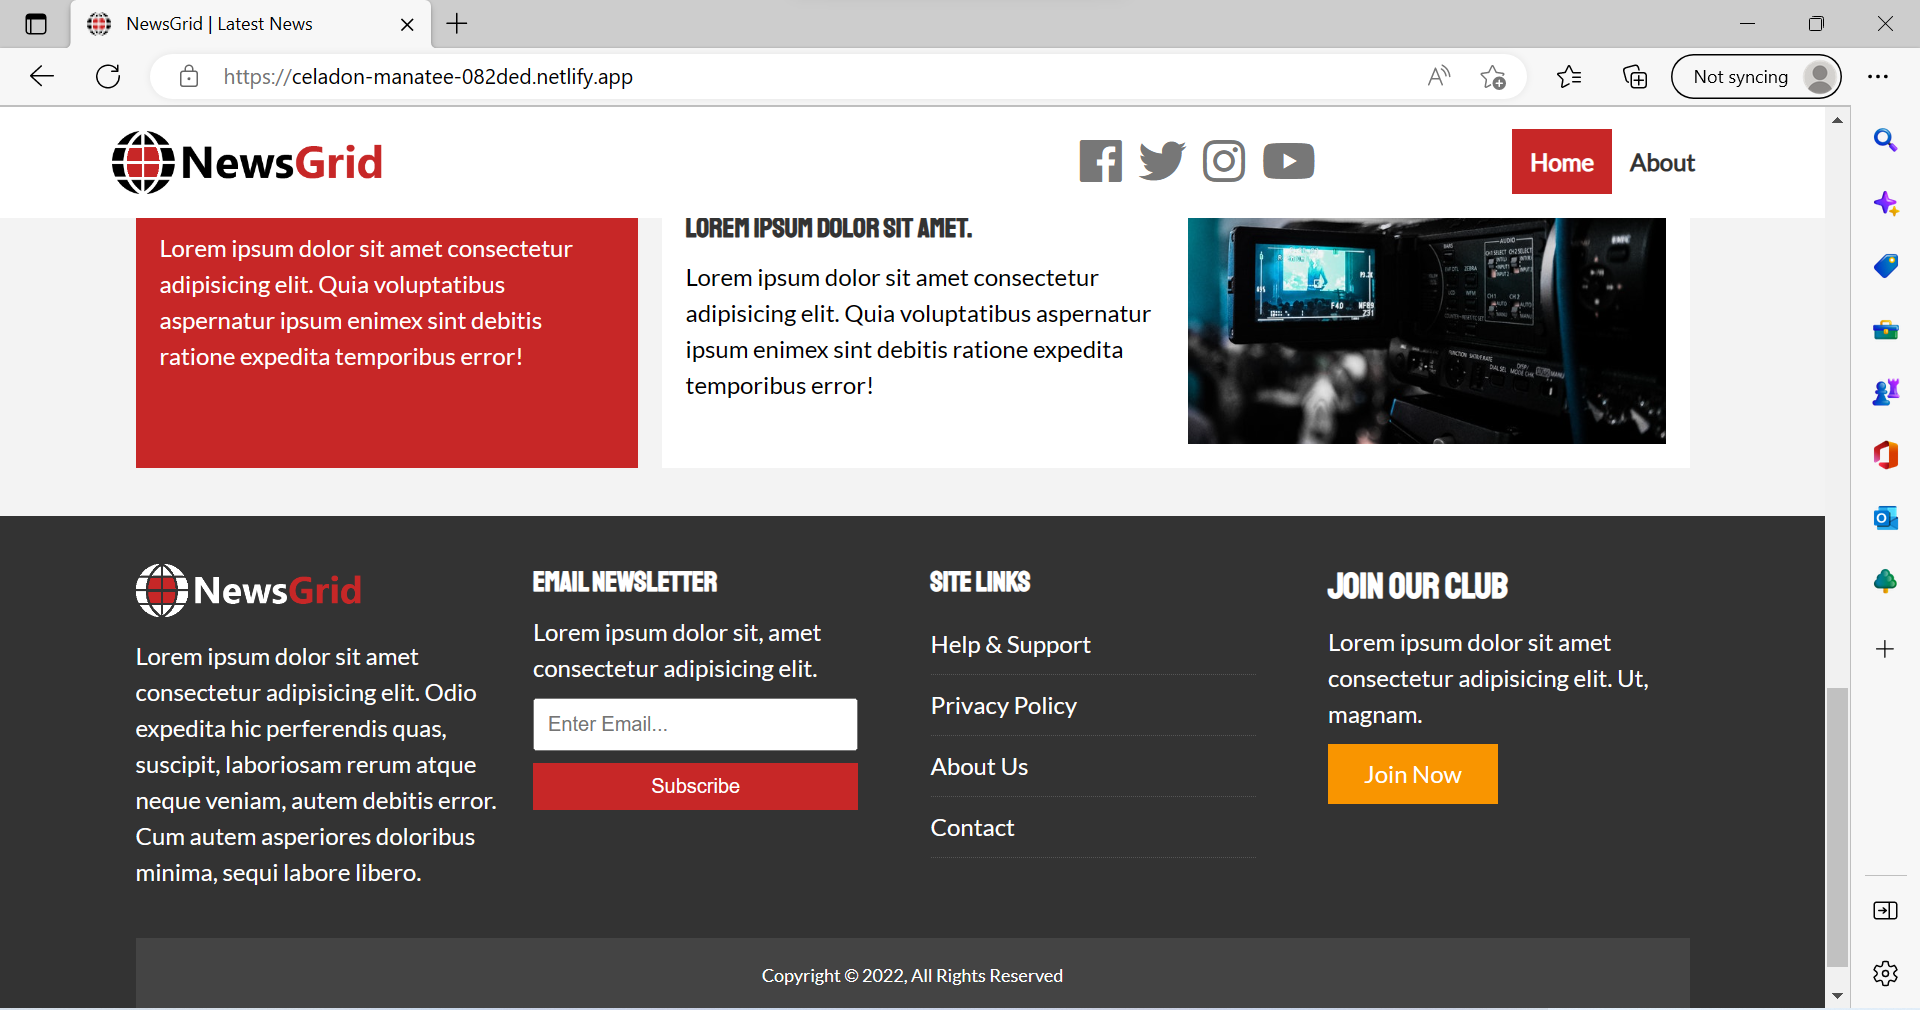 NewsGrid | Latest News
https://celadon-manatee-082ded.netlify.app
Not syncing
NewsGrid
Home
About
Lorem ipsum dolor sit amet consectetur
adipisicing elit. Quia voluptatibus
aspernatur ipsum enimex sint debitis
ratione expedita temporibus error!
LOREM IPSUM DOLOR SIT AMET.
Lorem ipsum dolor sit amet consectetur
adipisicing elit. Quia voluptatibus aspernatur
ipsum enimex sint debitis ratione expedita
temporibus error!
NewsGrid
Lorem ipsum dolor sit amet
consectetur adipisicing elit. Odio
expedita hic perferendis quas,
suscipit, laboriosam rerum atque
neque veniam, autem debitis error.
Cum autem asperiores doloribus
minima, sequi labore libero.
EMAIL NEWSLETTER
Lorem ipsum dolor sit, amet
consectetur adipisicing elit.
Enter Email...
Subscribe
SITE LINKS
Help & Support
Privacy Policy
About Us
Contact
JOIN OUR CLUB
Lorem ipsum dolor sit amet
consectetur adipisicing elit. Ut,
magnam.
Join Now
Copyright © 2022, All Rights Reserved